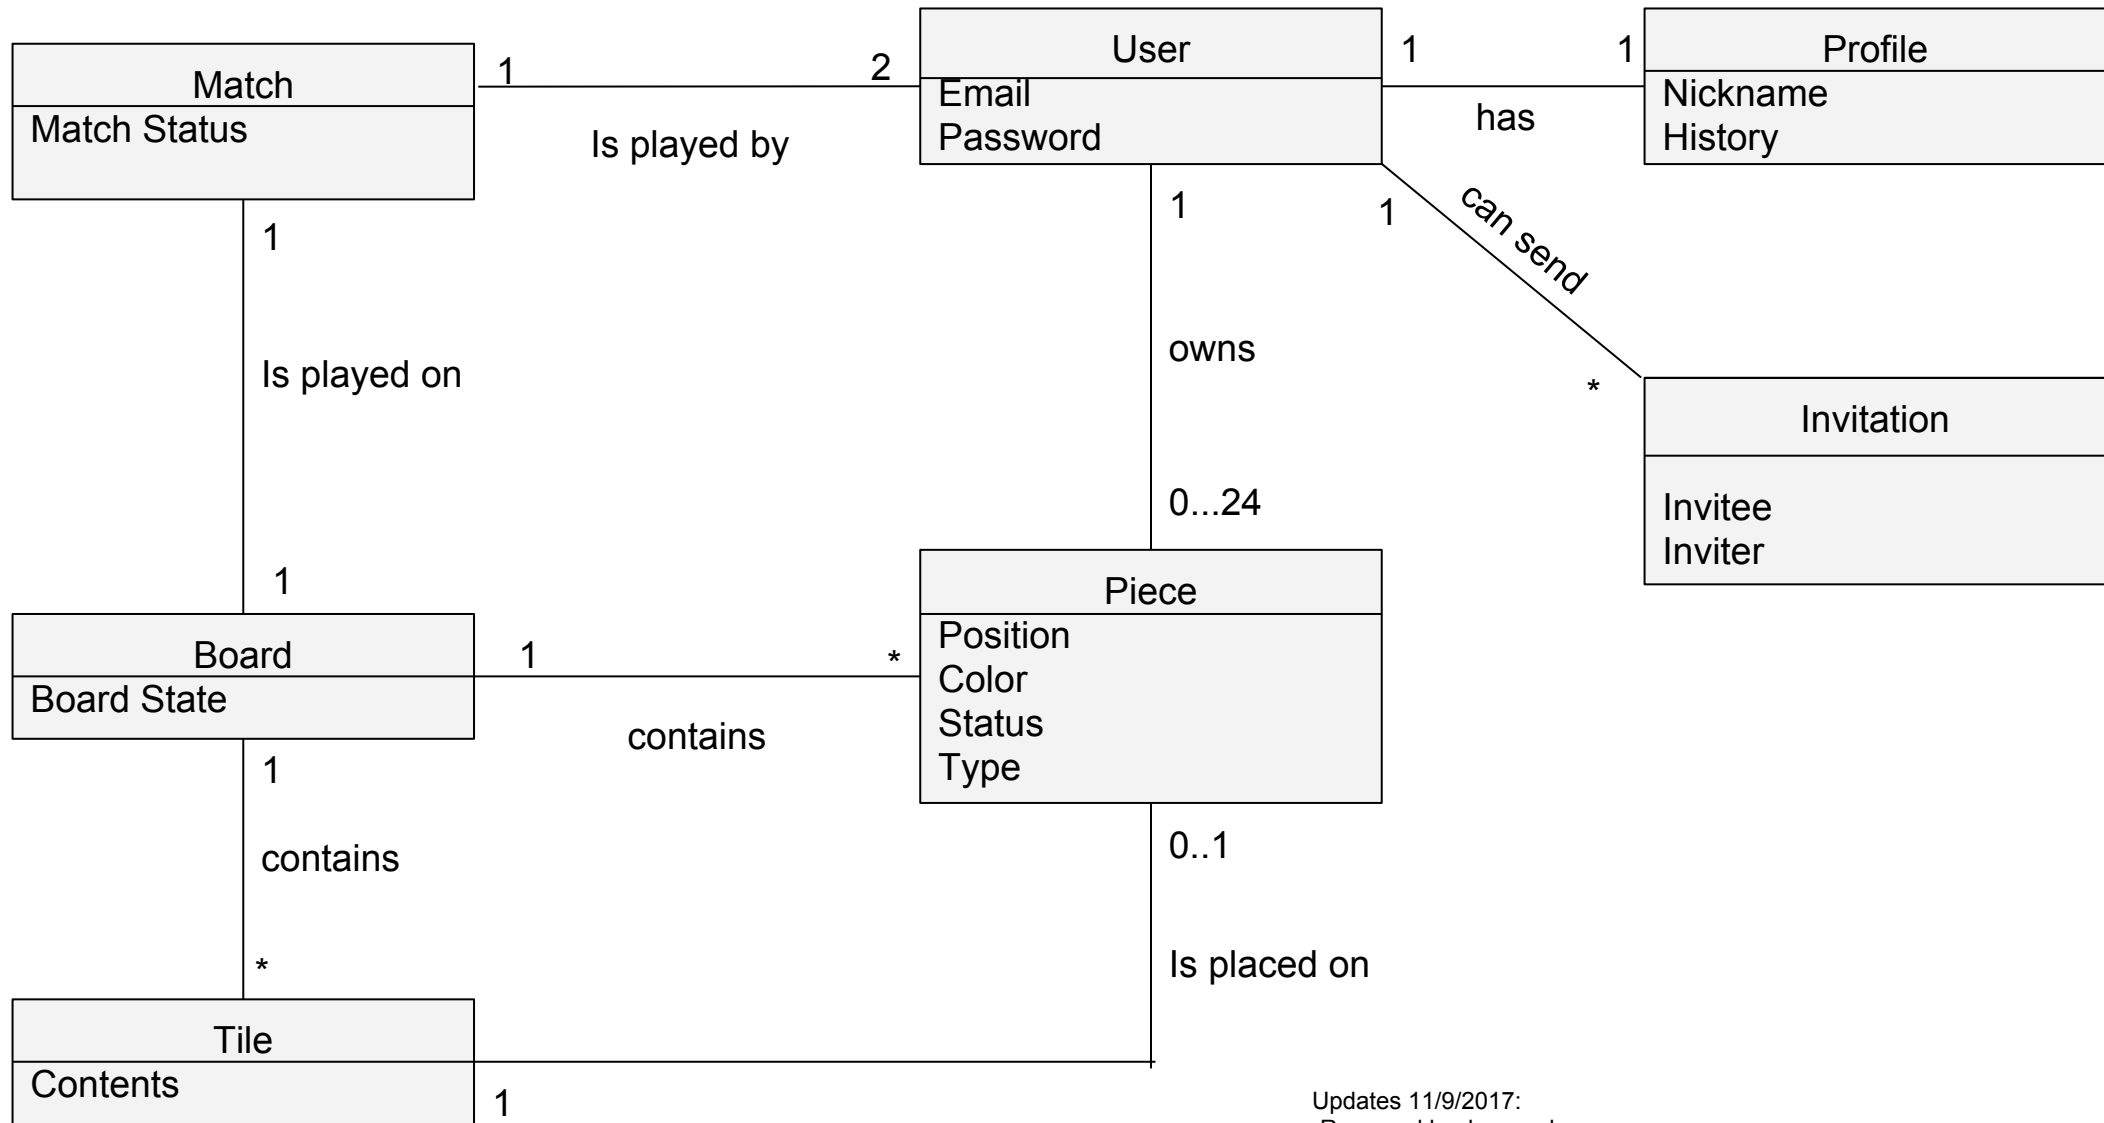 Match
Match Status
1
2
Is played by
User
Email
Password
1
1
has
Profile
Nickname
History
1
Is played on
1
1
owns
0...24
1
can send
*
Invitation
Invitee
Inviter
Board
Board State
1
*
contains
Piece
Position
Color
Status
Type
1
contains
*
0..1
Is placed on
Tile
Contents
1
Updates 11/9/2017: